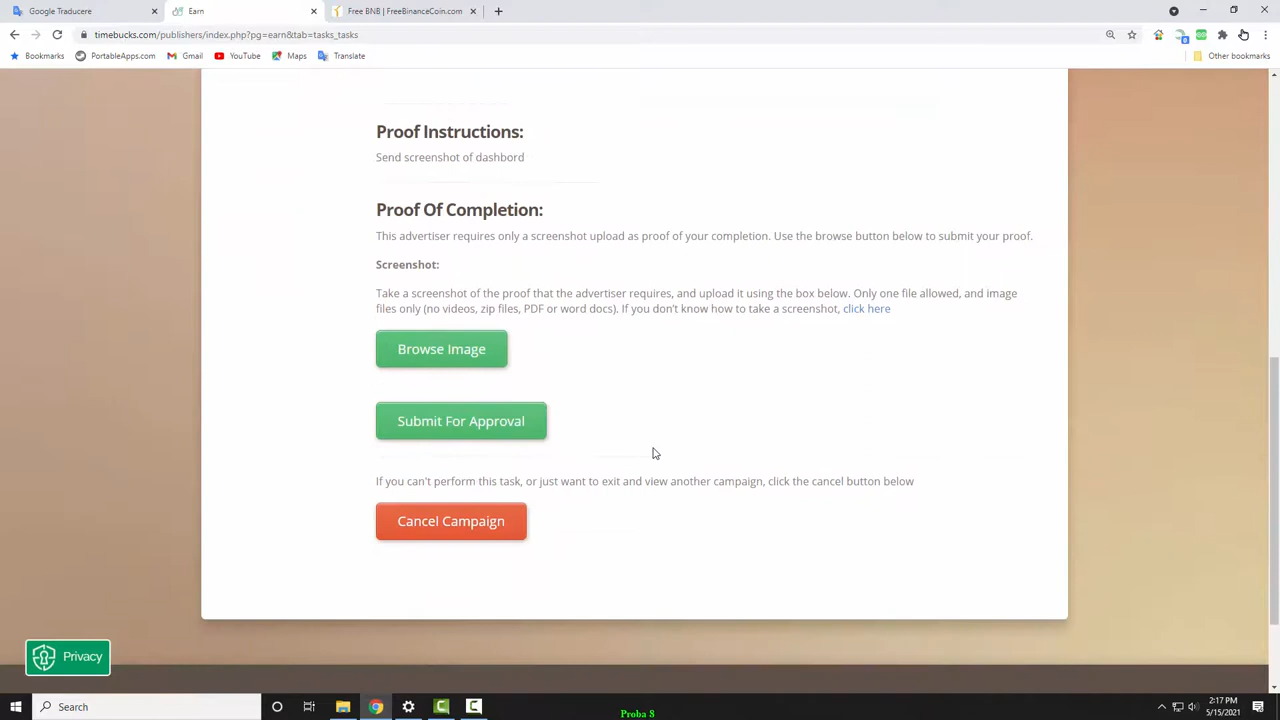 Google Traducere
Earn
Free BNB | FreeBinanceCoin.com
timebucks.com/publishers/index.php?pg=earn&tab=tasks_tasks
Bookmarks
PortableApps.com
Gmail
YouTube
Maps
Translate
Other bookmarks
Proof Instructions:
Send screenshot of dashbord
Proof Of Completion:
This advertiser requires only a screenshot upload as proof of your completion. Use the browse button below to submit your proof.
Screenshot:
Take a screenshot of the proof that the advertiser requires, and upload it using the box below. Only one file allowed, and image
files only (no videos, zip files, PDF or word docs). If you don't know how to take a screenshot, click here
Browse Image
Submit For Approval
If you can't perform this task, or just want to exit and view another campaign, click the cancel button below
Cancel Campaign
Privacy
Search
2:17 PM
5/15/2021
Proba S